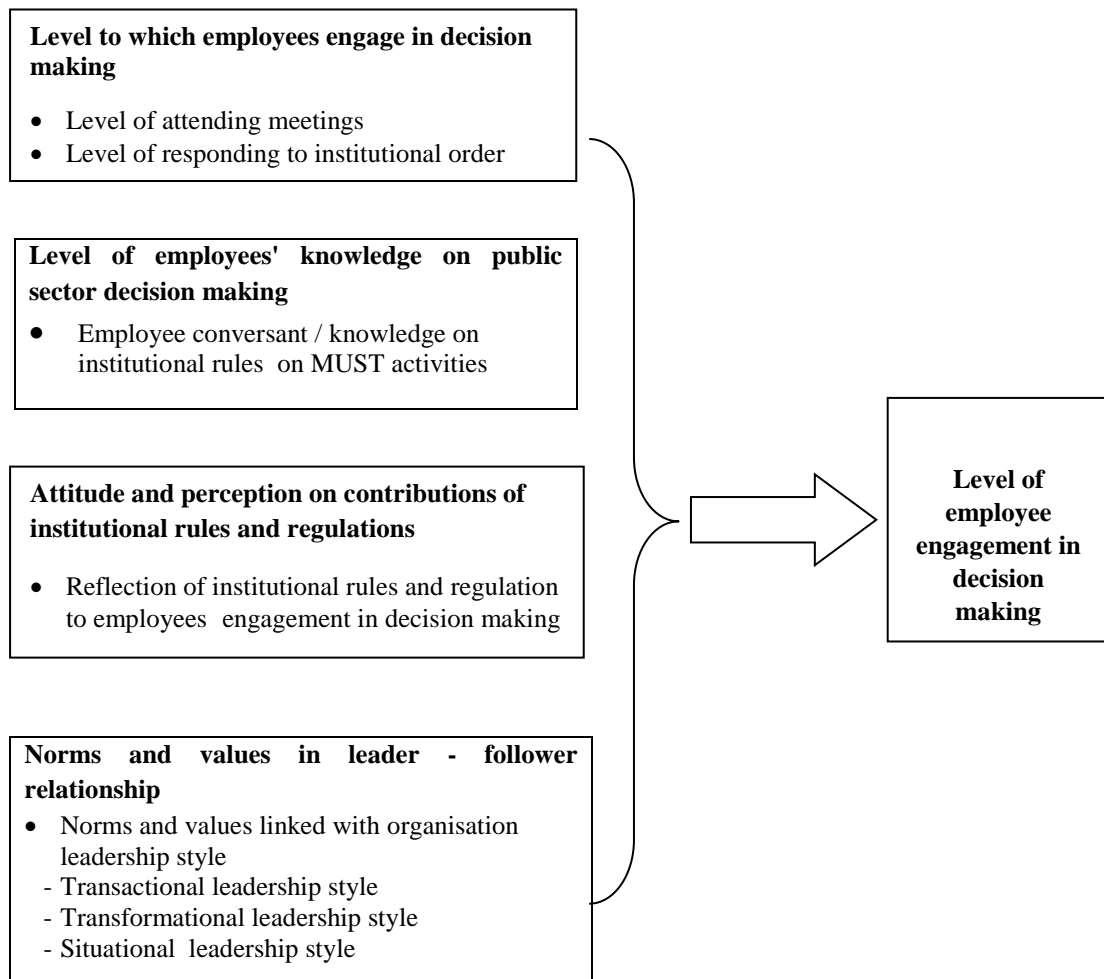 Level to which employees engage in decision
making
• Level of attending meetings
• Level of responding to institutional order
Level of employees' knowledge on public
sector decision making
• Employee conversant / knowledge on
institutional rules on MUST activities
Attitude and perception on contributions of
institutional rules and regulations
• Reflection of institutional rules and regulation
to employees engagement in decision making
Norms and values in leader - follower
relationship
• Norms and values linked with organisation
leadership style
- Transactional leadership style
- Transformational leadership style
- Situational leadership style
Level of
employee
engagement in
decision
making